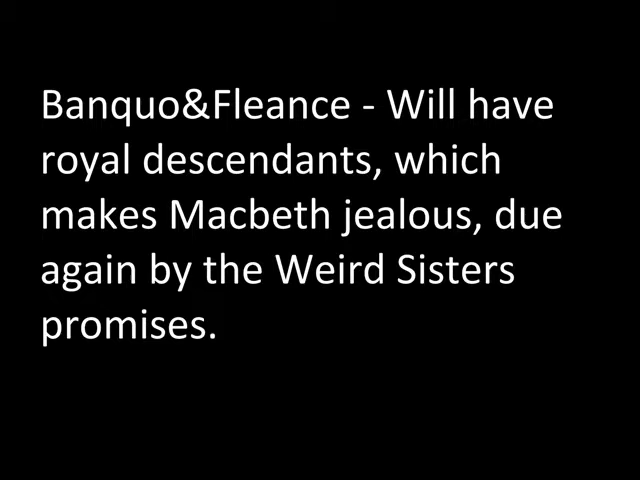 Banquo&Fleance - Will have
royal descendants, which
makes Macbeth jealous, due
again by the Weird Sisters
promises.